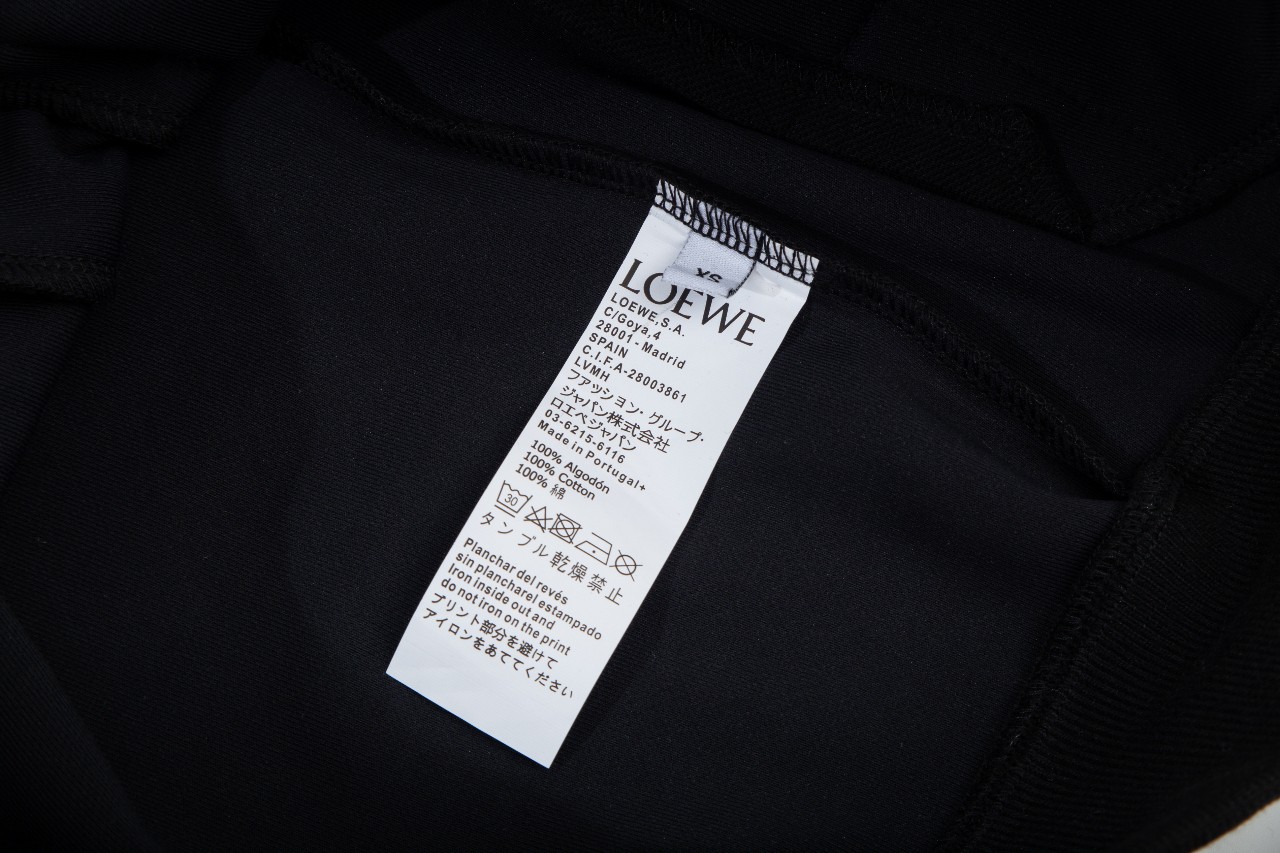 XS
LOEWE
LOEWE,S.A.
C/Goya,4
28001 - Madrid
SPAIN
C.I.F.A-28003861
LVMH
ファッション・グループ・
ジャパン株式会社
ロエベジャパン
03-6215-6116
Made in Portugal+
100% Algodón
100% Cotton
100% 綿
30
タンブル乾燥禁止
Planchar del revés
sin plancharel estampado
Iron inside out and
do not iron on the print
プリント部分を避けて
アイロンをあててください